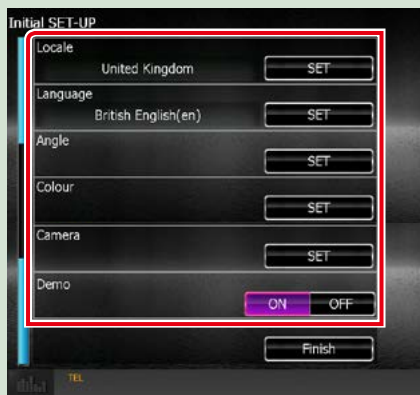 Initial SET-UP
Locale
United Kingdom SET
Language
British English(en) SET
Angle
SET
Colour
SET
Camera
SET
Demo
ON OFF
Finish
TEL